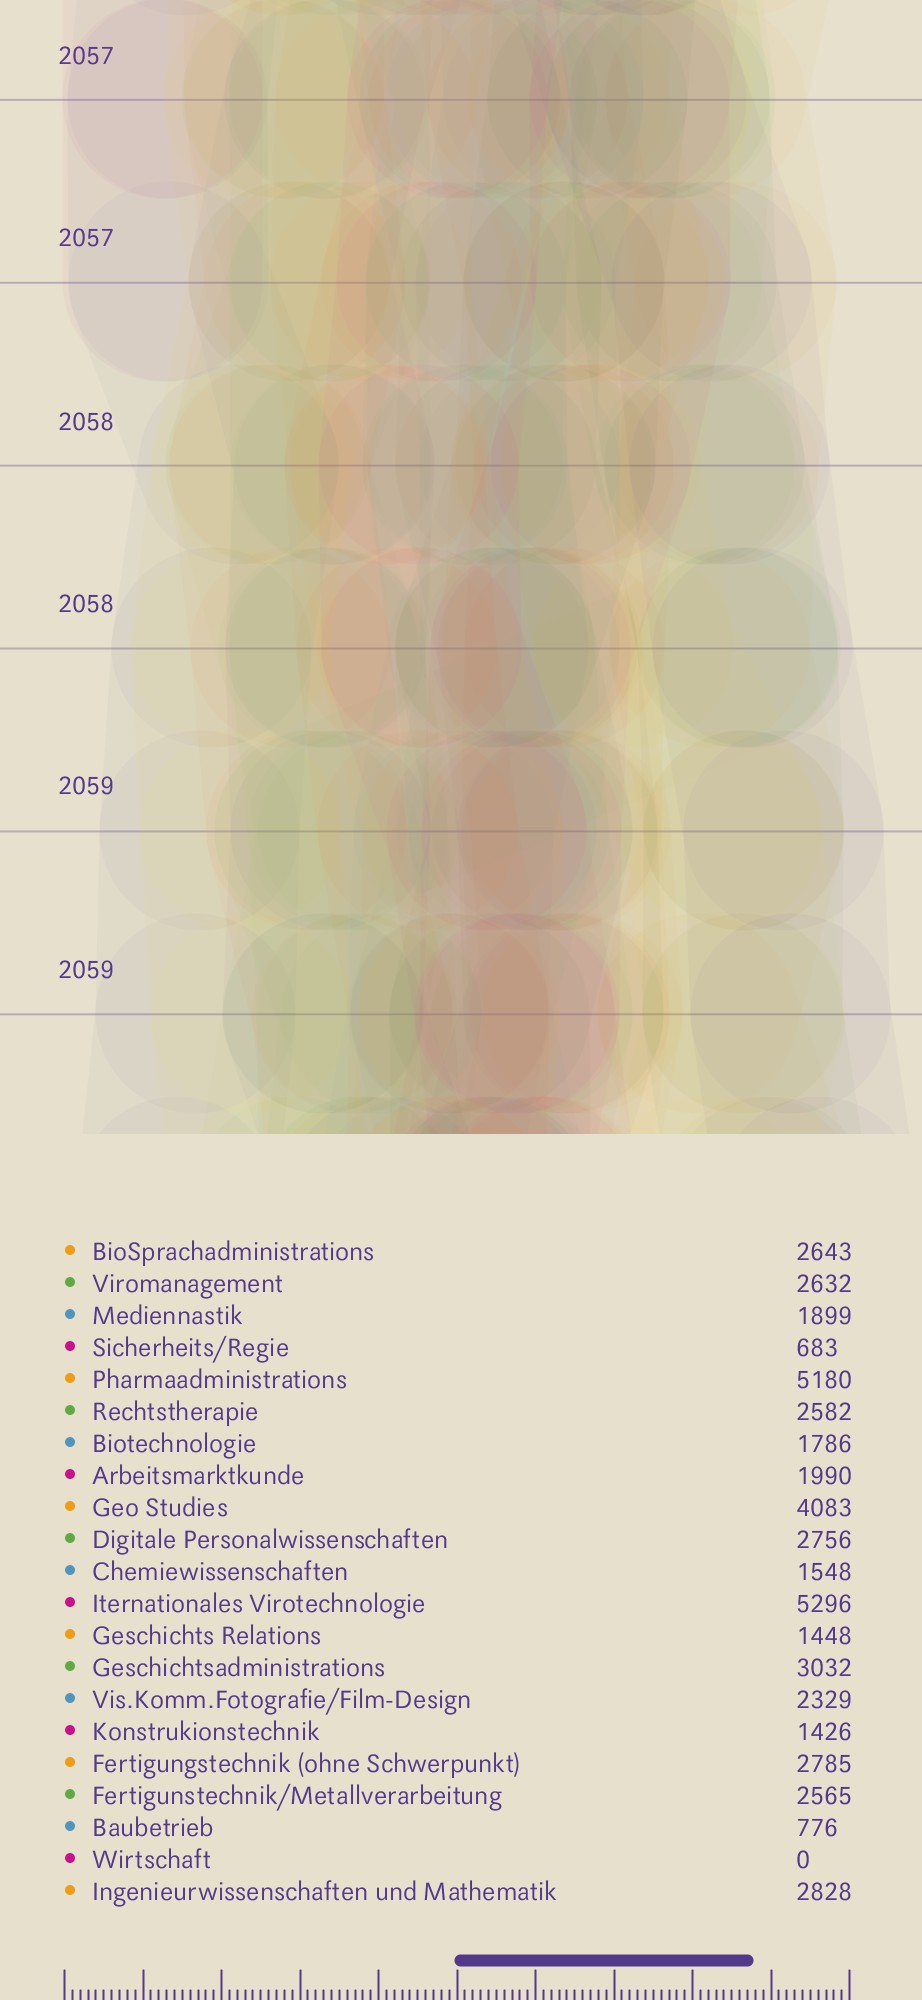 2057
2057
2058
2058
2059
2059
BioSprachadministrations 2643
Viromanagement 2632
Mediennastik 1899
Sicherheits/Regie 683
Pharmaadministrations 5180
Rechtstherapie 2582
Biotechnologie 1786
Arbeitsmarktkunde 1990
Geo Studies 4083
Digitale Personalwissenschaften 2756
Chemiewissenschaften 1548
Iternationales Virotechnologie 5296
Geschichts Relations 1448
Geschichtsadministrations 3032
Vis.Komm.Fotografie/Film-Design 2329
Konstrukionstechnik 1426
Fertigungstechnik (ohne Schwerpunkt) 2785
Fertigunstechnik/Metallverarbeitung 2565
Baubetrieb 776
Wirtschaft 0
Ingenieurwissenschaften und Mathematik 2828